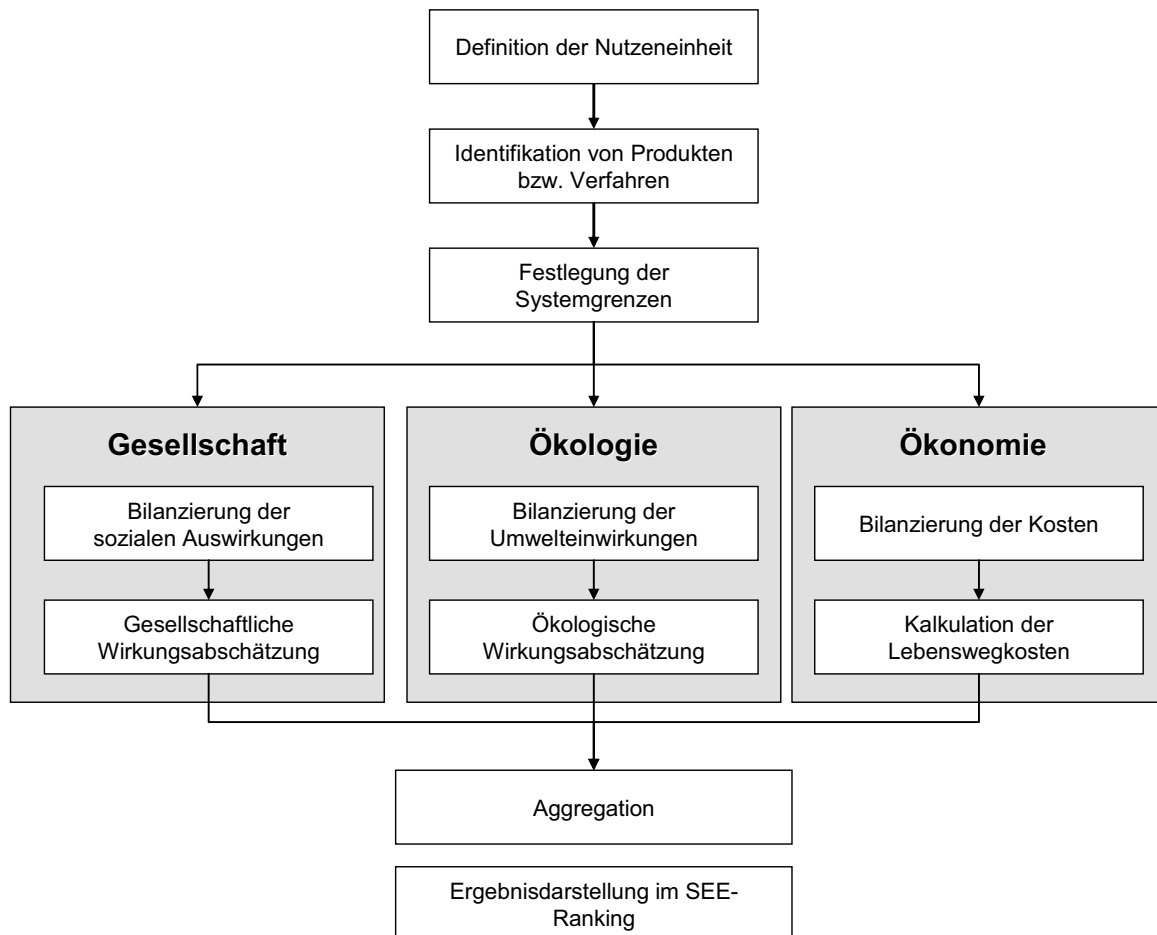 Definition der Nutzeneinheit
Identifikation von Produkten
bzw. Verfahren
Festlegung der
Systemgrenzen
Gesellschaft
Bilanzierung der
sozialen Auswirkungen
Gesellschaftliche
Wirkungsabschätzung
Ökologie
Bilanzierung der
Umwelteinwirkungen
Ökologische
Wirkungsabschätzung
Ökonomie
Bilanzierung der Kosten
Kalkulation der
Lebenswegkosten
Aggregation
Ergebnisdarstellung im SEE-
Ranking